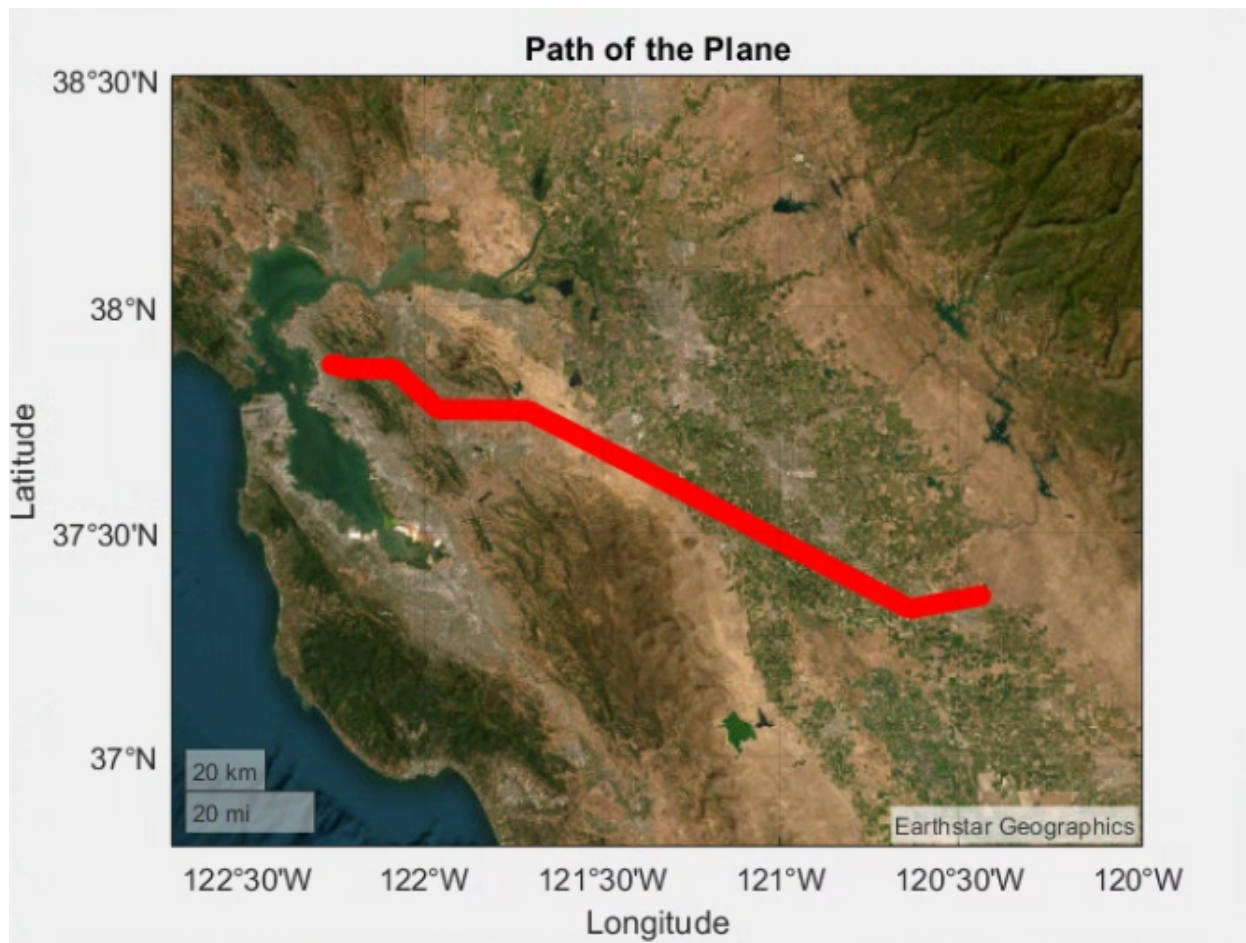 Path of the Plane
38°30'N
38°N
37°30'N
37°N
Latitude
20 km
20 mi
Earthstar Geographics
122°30'W 122°W 121°30'W 121°W 120°30'W 120°W
Longitude